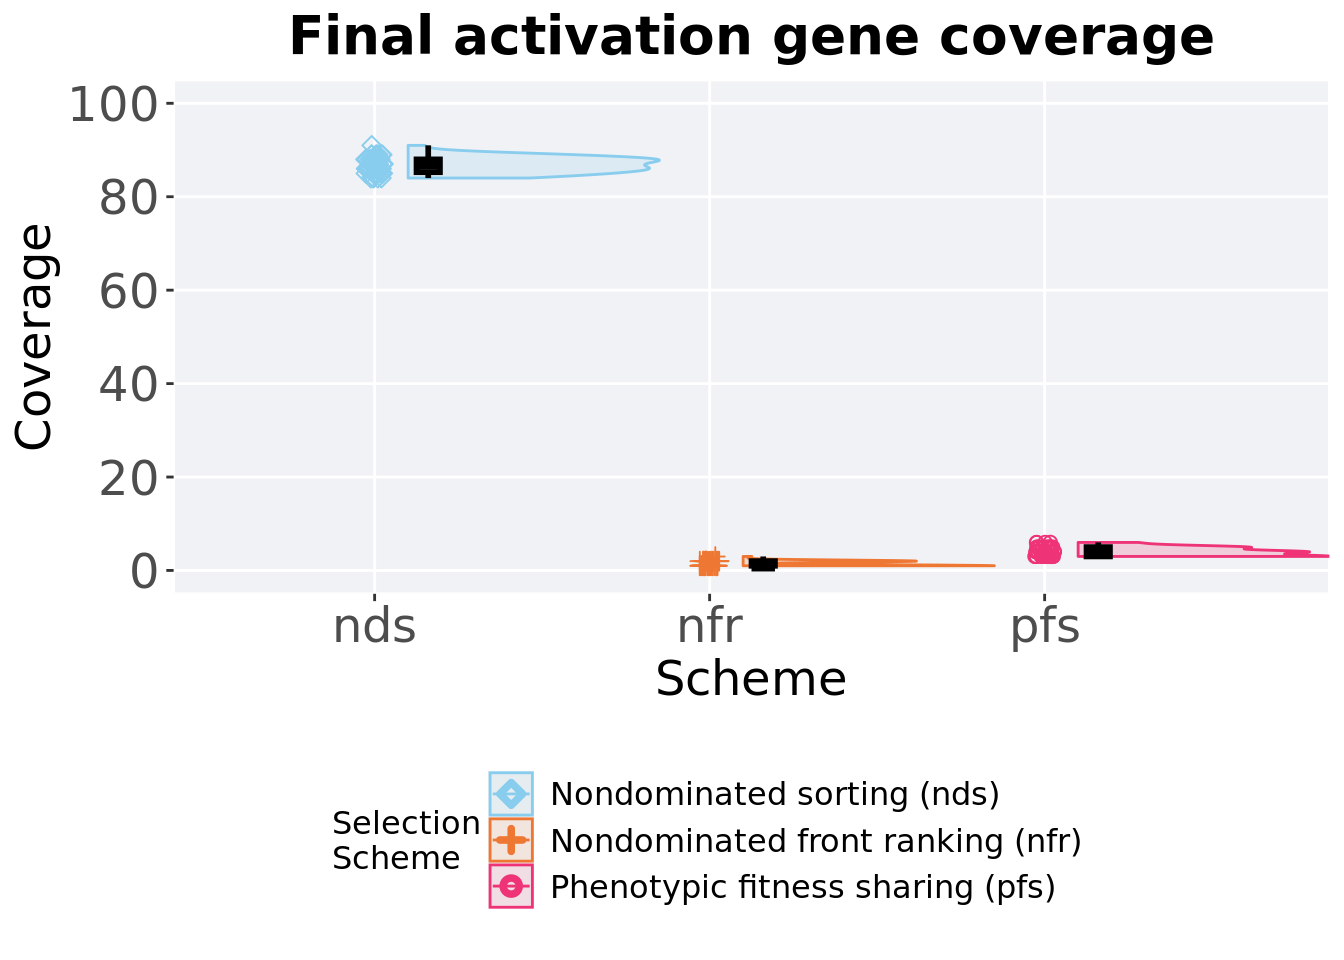 Final activation gene coverage
100
80
60
40
20
0
Coverage
nds nfr pfs
Scheme
Selection
Scheme
Nondominated sorting (nds)
Nondominated front ranking (nfr)
Phenotypic fitness sharing (pfs)